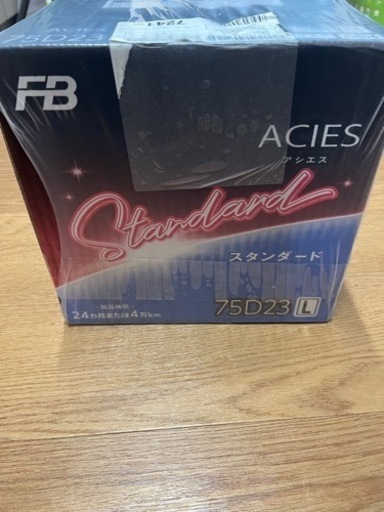 75D23
FB
ACIES
アシエス
Standard
スタンダード
24カ月または4万km
75D23 L